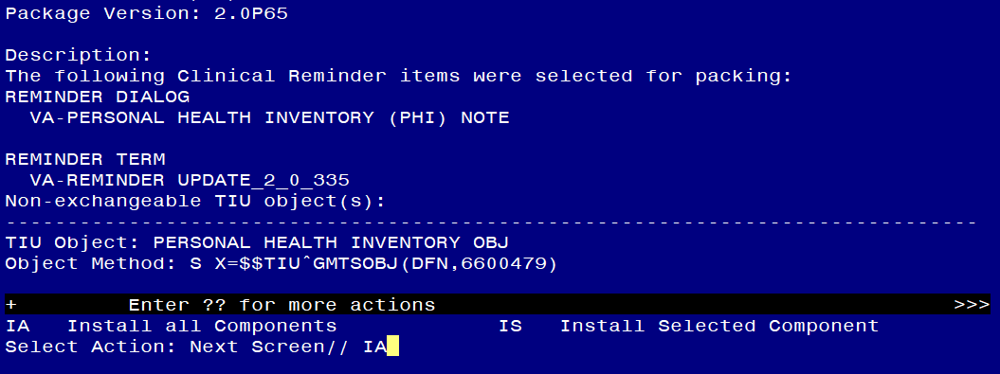 Package Version: 2.0P65
Description:
The following Clinical Reminder items were selected for packing:
REMINDER DIALOG
  VA-PERSONAL HEALTH INVENTORY (PHI) NOTE
REMINDER TERM
  VA-REMINDER UPDATE_2_0_335
Non-exchangeable TIU object(s):
-------------------------------------------------------------------------------
TIU Object: PERSONAL HEALTH INVENTORY OBJ
Object Method: S X=$$TIU^GMTSOBJ(DFN,6600479)
+         Enter ?? for more actions                                          >>>
IA   Install all Components                IS   Install Selected Component
Select Action: Next Screen// IA